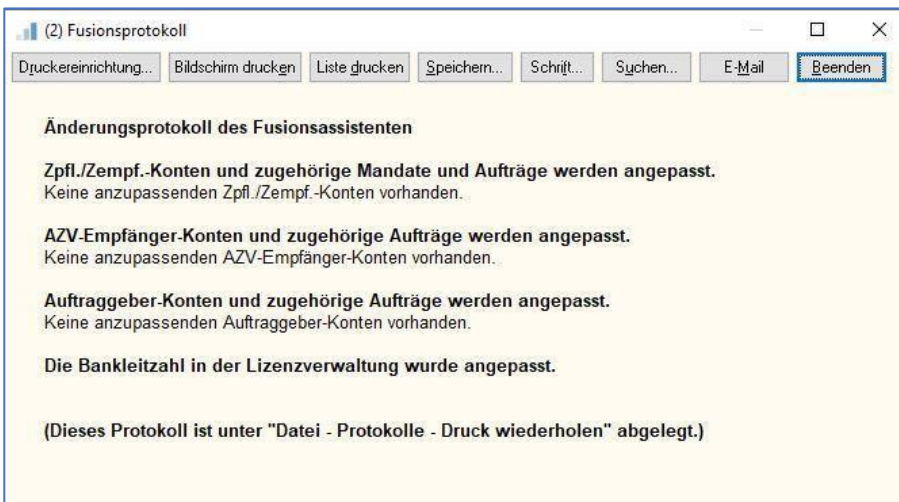 (2) Fusionsprotokoll
Druckereinrichtung... Bildschirm drucken Liste drucken Speichern... Schrift... Suchen... E-Mail Beenden
Änderungsprotokoll des Fusionsassistenten
Zpfl./Zempf.-Konten und zugehörige Mandate und Aufträge werden angepasst.
Keine anzupassenden Zpfl./Zempf.-Konten vorhanden.
AZV-Empfänger-Konten und zugehörige Aufträge werden angepasst.
Keine anzupassenden AZV-Empfänger-Konten vorhanden.
Auftraggeber-Konten und zugehörige Aufträge werden angepasst.
Keine anzupassenden Auftraggeber-Konten vorhanden.
Die Bankleitzahl in der Lizenzverwaltung wurde angepasst.
(Dieses Protokoll ist unter "Datei - Protokolle - Druck wiederholen" abgelegt.)